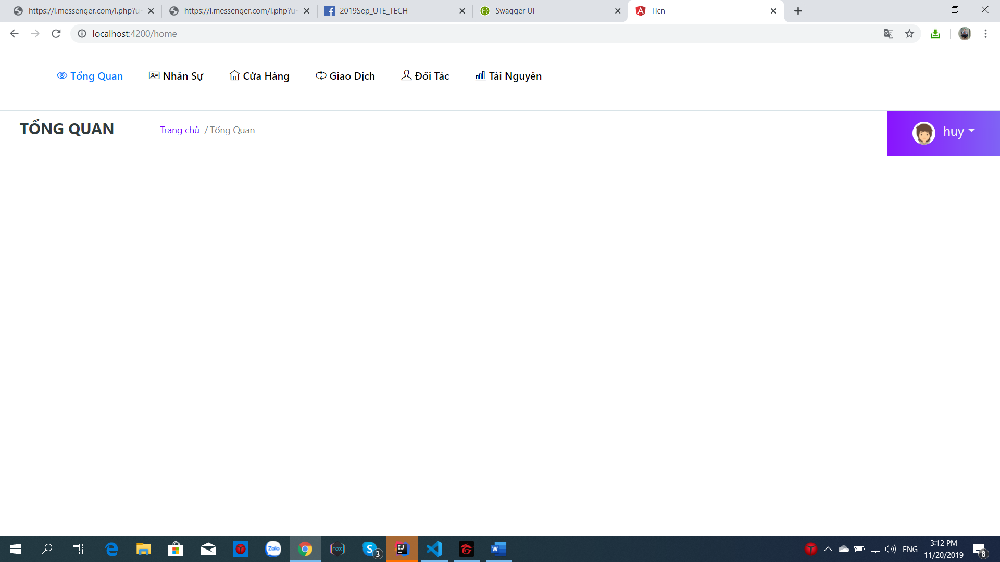 https://l.messenger.com/l.php?u=
https://l.messenger.com/l.php?u=
2019Sep_UTE_TECH
Swagger UI
Tlcn
localhost:4200/home
Tổng Quan
Nhân Sự
Cửa Hàng
Giao Dịch
Đối Tác
Tài Nguyên
TỔNG QUAN
Trang chủ / Tổng Quan
huy
Zalo
nox
S
3
IJ
W
ENG
3:12 PM
11/20/2019
8